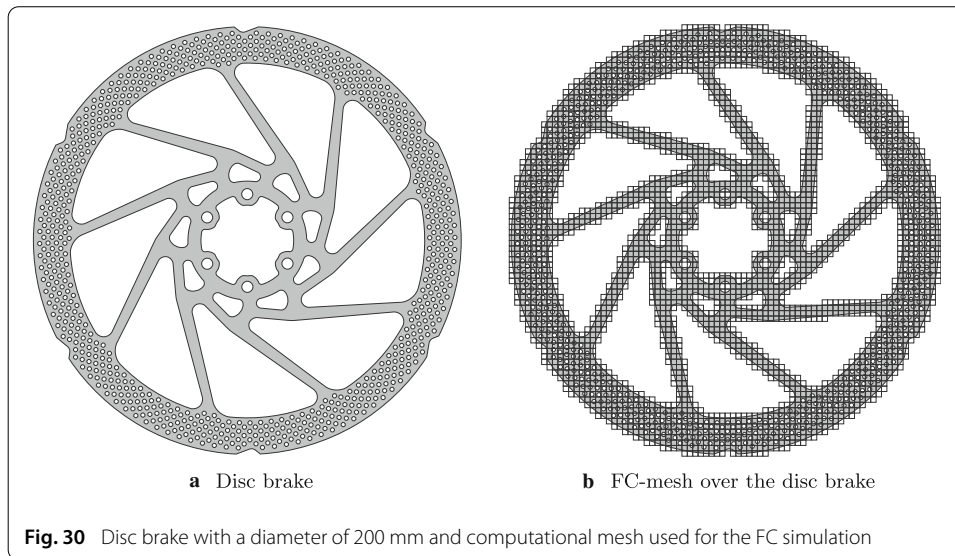 a Disc brake
b FC-mesh over the disc brake
Fig. 30 Disc brake with a diameter of 200 mm and computational mesh used for the FC simulation